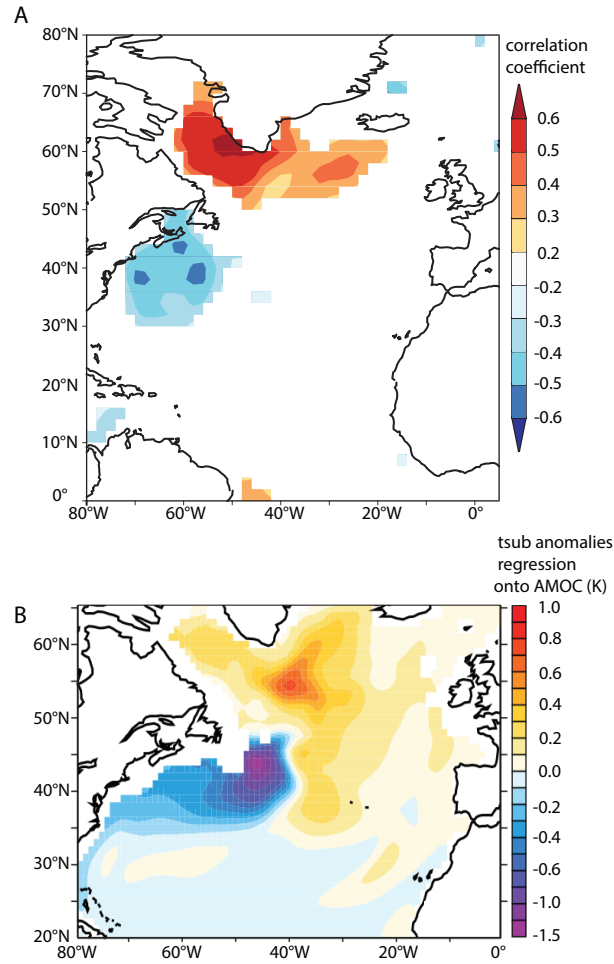 A
correlation
coefficient
80°N
70°N
60°N
50°N
40°N
30°N
20°N
10°N
0°
80°W
60°W
40°W
20°W
0°
0.6
0.5
0.4
0.3
0.2
-0.2
-0.3
-0.4
-0.5
-0.6
tsub anomalies
regression
onto AMOC (K)
B
60°N
50°N
40°N
30°N
20°N
80°W
60°W
40°W
20°W
0°
1.0
0.8
0.6
0.4
0.2
0.0
-0.2
-0.4
-0.6
-0.8
-1.0
-1.5